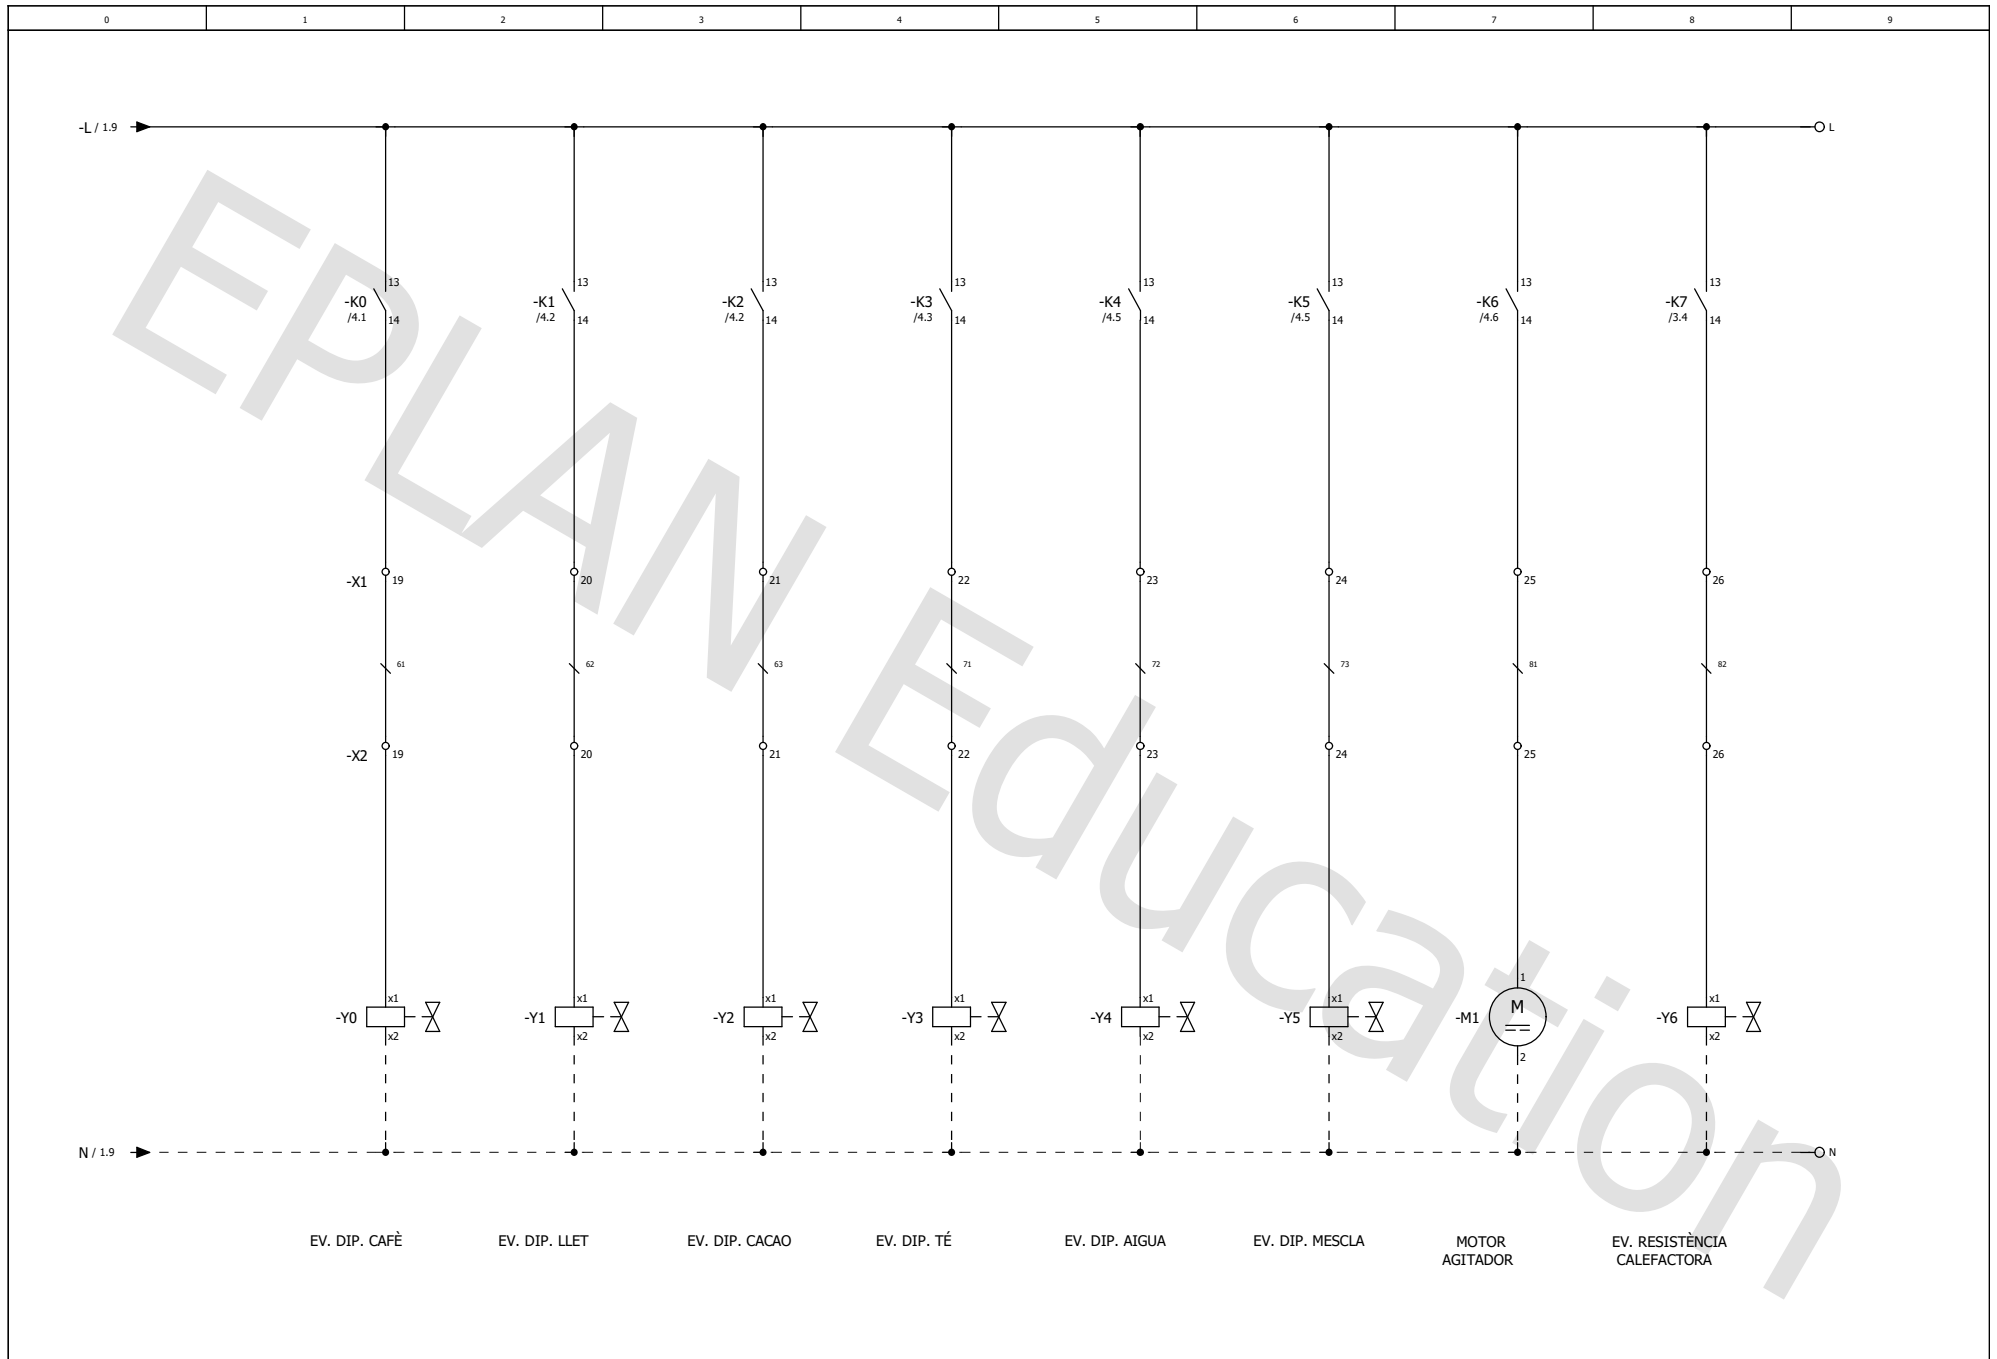 0 1 2 3 4 5 6 7 8 9
-L / 1.9 L
13 13 13 13 13 13 13 13
-K0 -K1 -K2 -K3 -K4 -K5 -K6 -K7
/4.1 /4.2 /4.2 /4.3 /4.5 /4.5 /4.6 /3.4
14 14 14 14 14 14 14 14
-X1 19 20 21 22 23 24 25 26
61 62 63 71 72 73 81 82
-X2 19 20 21 22 23 24 25 26
x1 x1 x1 x1 x1 x1 1 x1
-Y0 -Y1 -Y2 -Y3 -Y4 -Y5 -M1 M -Y6
x2 x2 x2 x2 x2 x2 2 x2
N / 1.9 N
EV. DIP. CAFÈ EV. DIP. LLET EV. DIP. CACAO EV. DIP. TÉ EV. DIP. AIGUA EV. DIP. MESCLA MOTOR EV. RESISTÈNCIA
AGITADOR CALEFACTORA
EPLAN Education